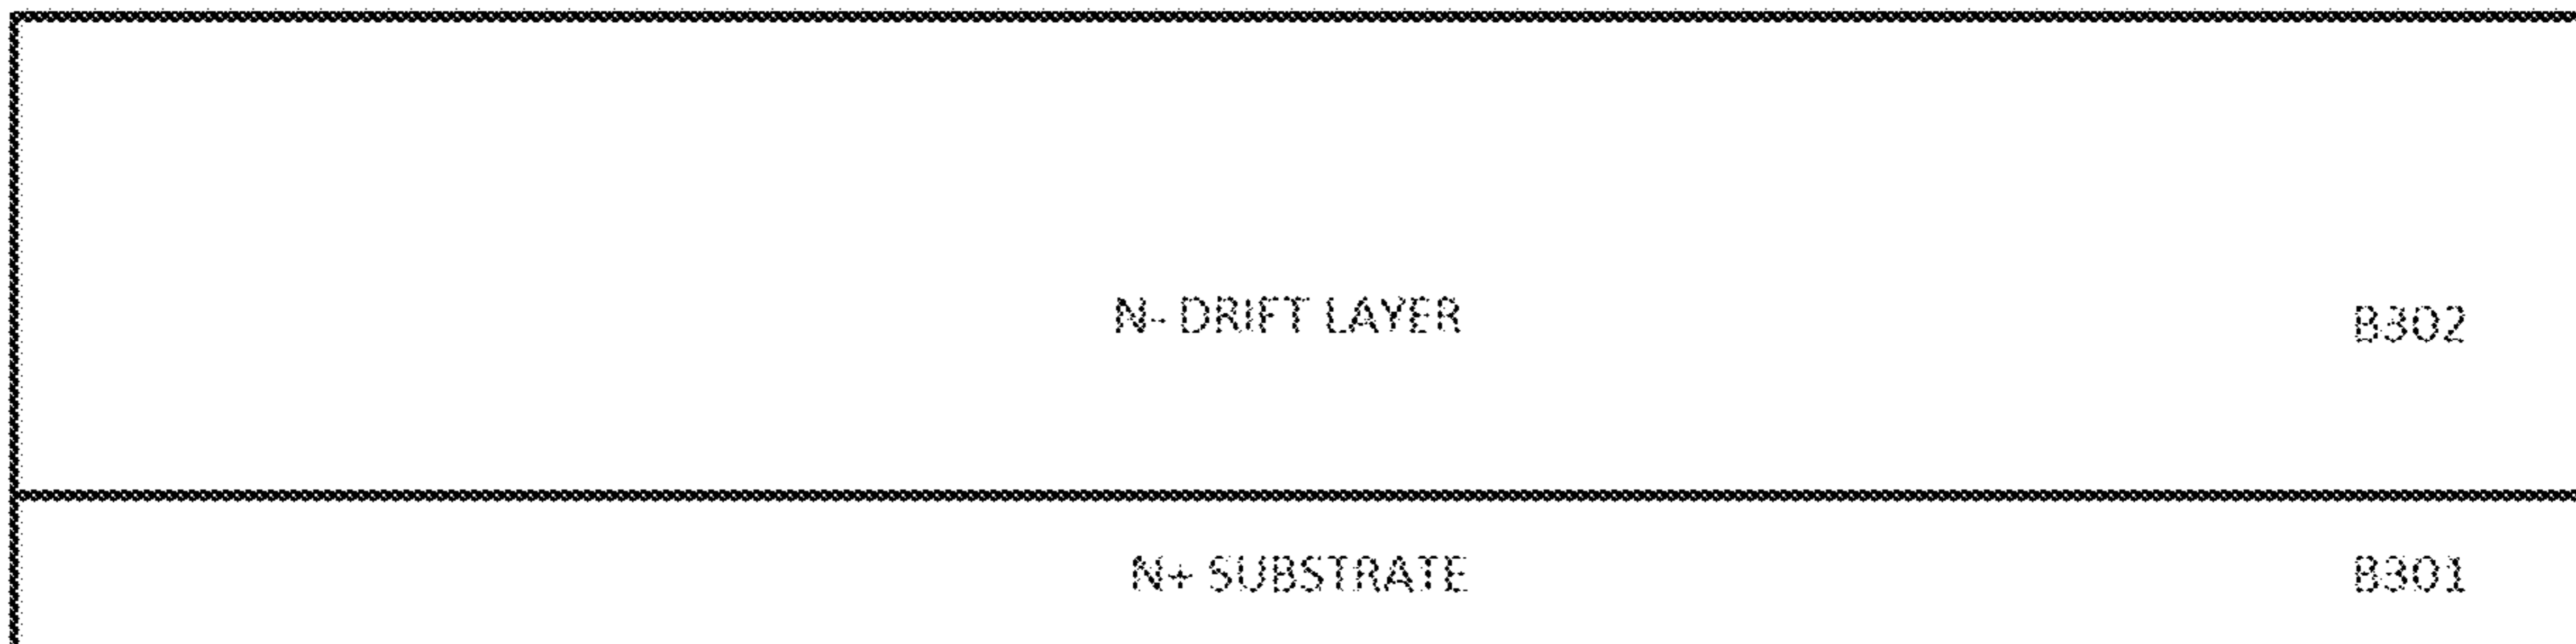 N- DRIFT LAYER B302
N+ SUBSTRATE B301